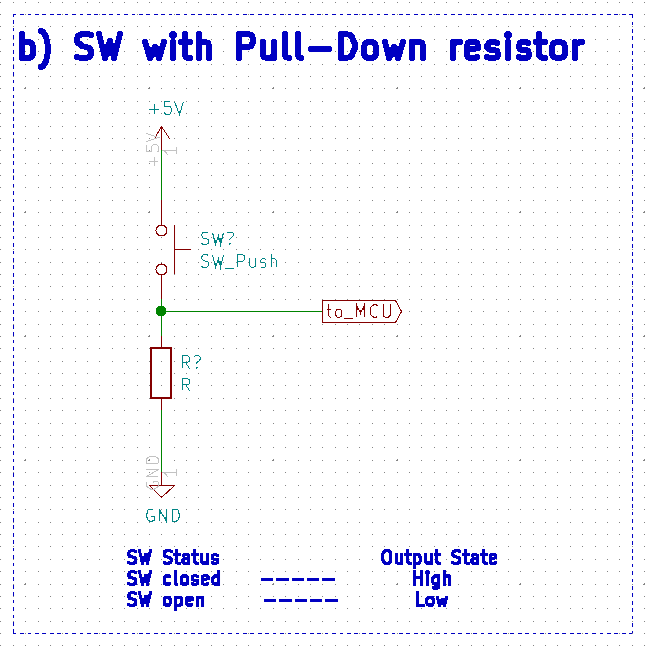 b) SW with Pull-Down resistor
+5V
+5V
1
SW?
SW_Push
to_MCU
R?
R
GND
1
GND
SW Status Output State
SW closed ----- High
SW open ----- Low